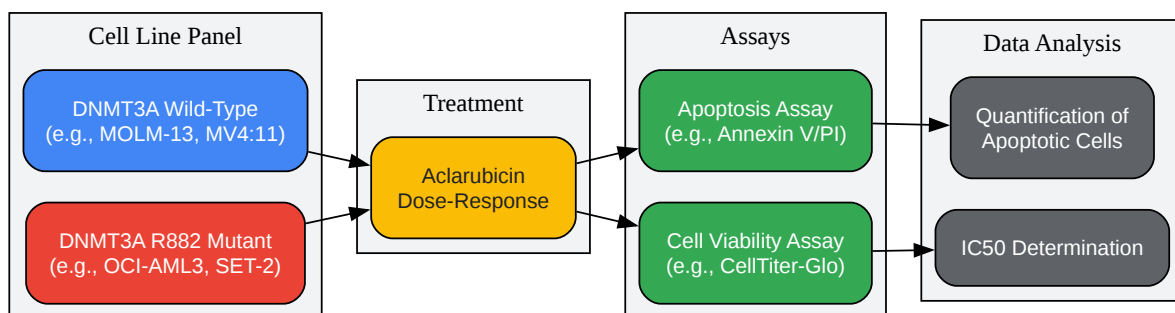 Cell Line Panel
DNMT3A Wild-Type
(e.g., MOLM-13, MV4:11)
DNMT3A R882 Mutant
(e.g., OCI-AML3, SET-2)
Treatment
Aclarubicin
Dose-Response
Assays
Apoptosis Assay
(e.g., Annexin V/PI)
Cell Viability Assay
(e.g., CellTiter-Glo)
Data Analysis
Quantification of
Apoptotic Cells
IC50 Determination